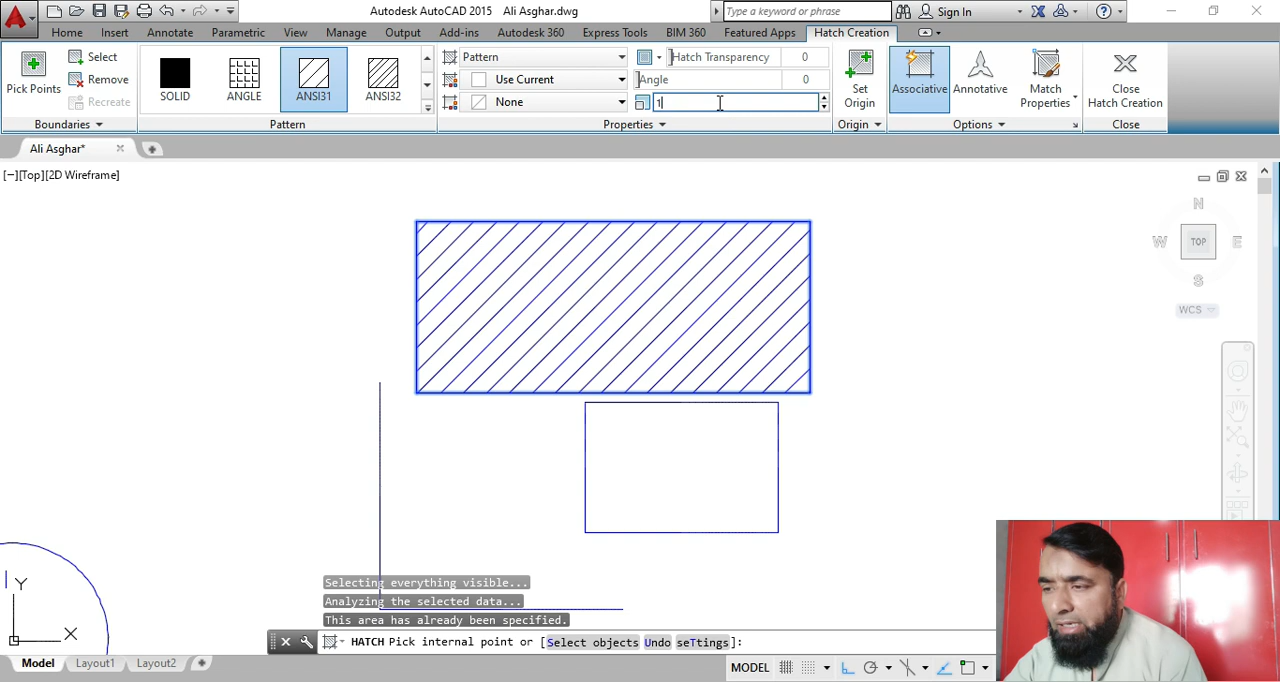 Autodesk AutoCAD 2015 Ali Asghar.dwg
Type a keyword or phrase
Sign In
Home Insert Annotate Parametric View Manage Output Add-ins Autodesk 360 Express Tools BIM 360 Featured Apps Hatch Creation
Pick Points
Select
Remove
Recreate
Boundaries
SOLID
ANGLE
ANSI31
ANSI32
Pattern
Pattern
Use Current
None
Hatch Transparency 0
Angle 0
1
Properties
Set Origin
Origin
Associative
Annotative
Match Properties
Options
Close Hatch Creation
Close
Ali Asghar*
[−][Top][2D Wireframe]
N
W TOP E
S
WCS
Y
X
Selecting everything visible...
Analyzing the selected data...
This area has already been specified.
HATCH Pick internal point or [Select objects Undo seTtings]:
Model Layout1 Layout2
MODEL